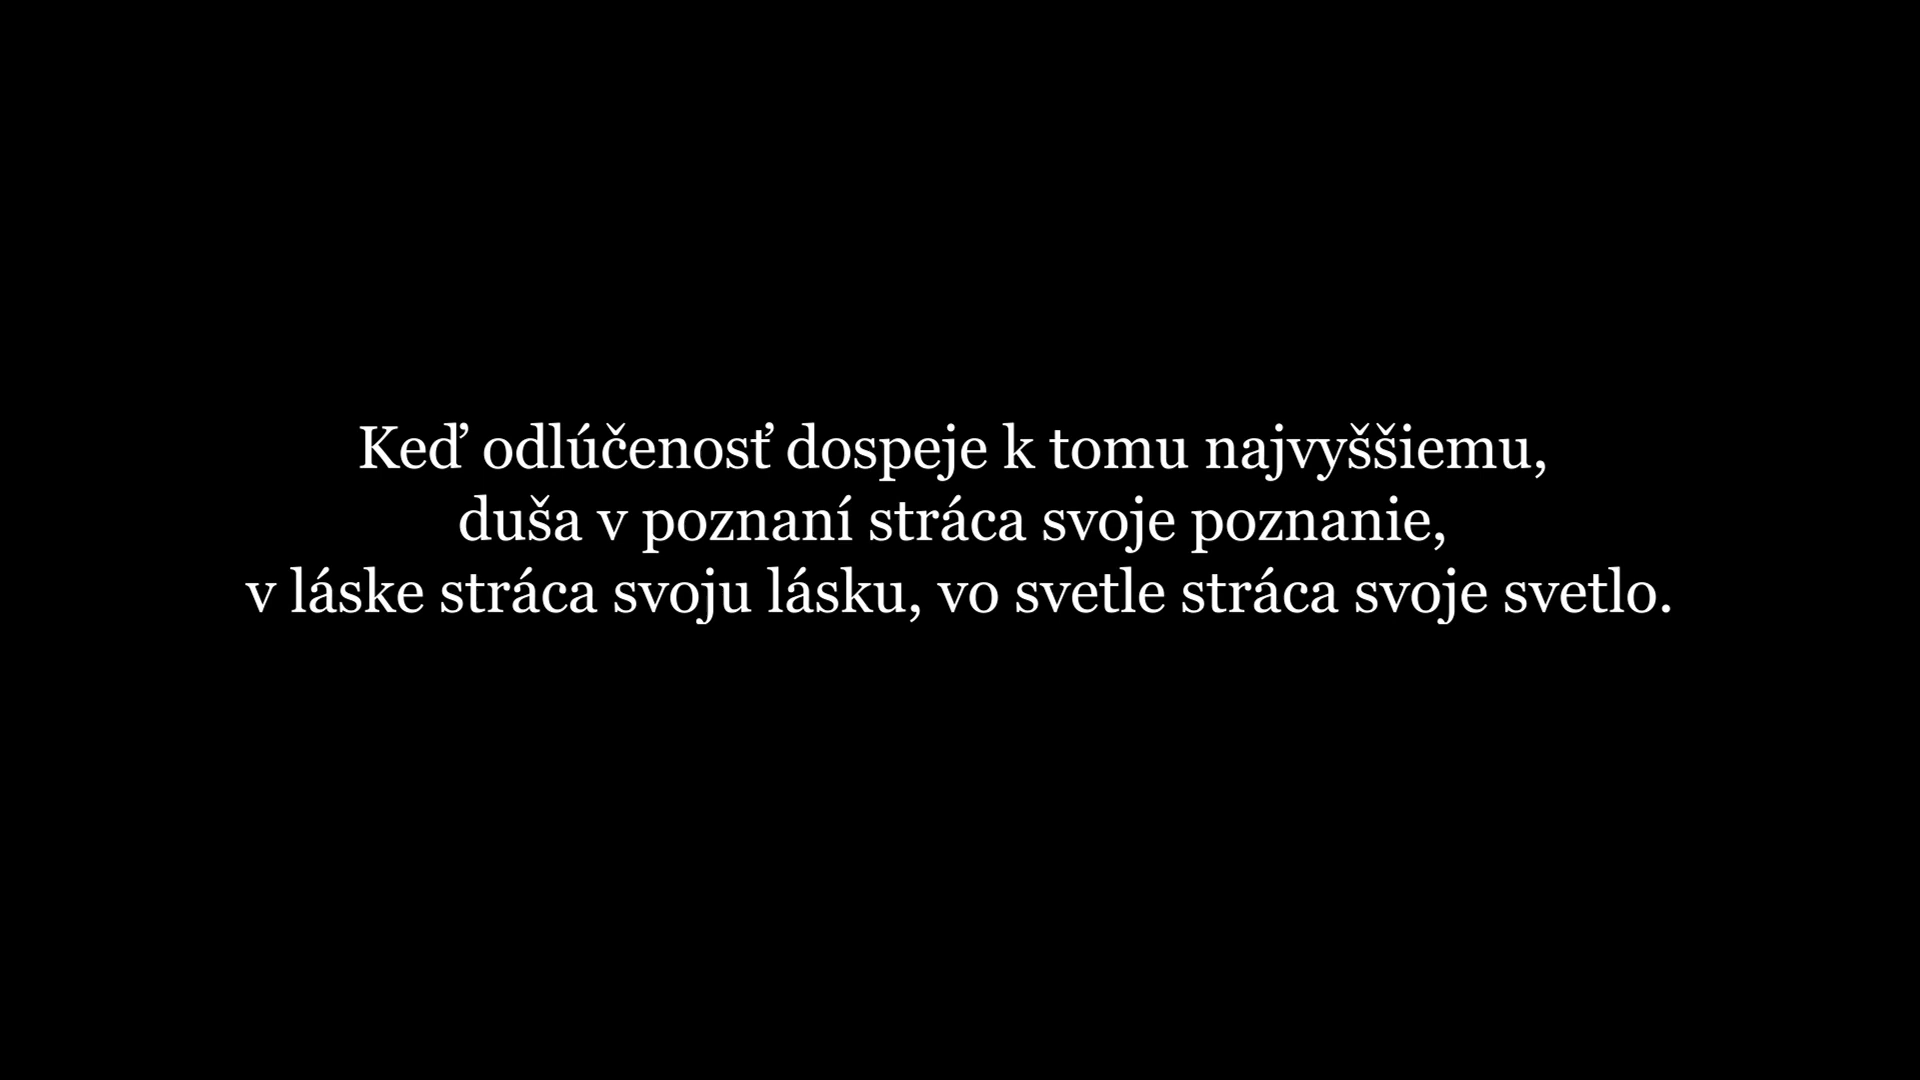 Keď odlúčenosť dospeje k tomu najvyššiemu,
duša v poznaní stráca svoje poznanie,
v láske stráca svoju lásku, vo svetle stráca svoje svetlo.